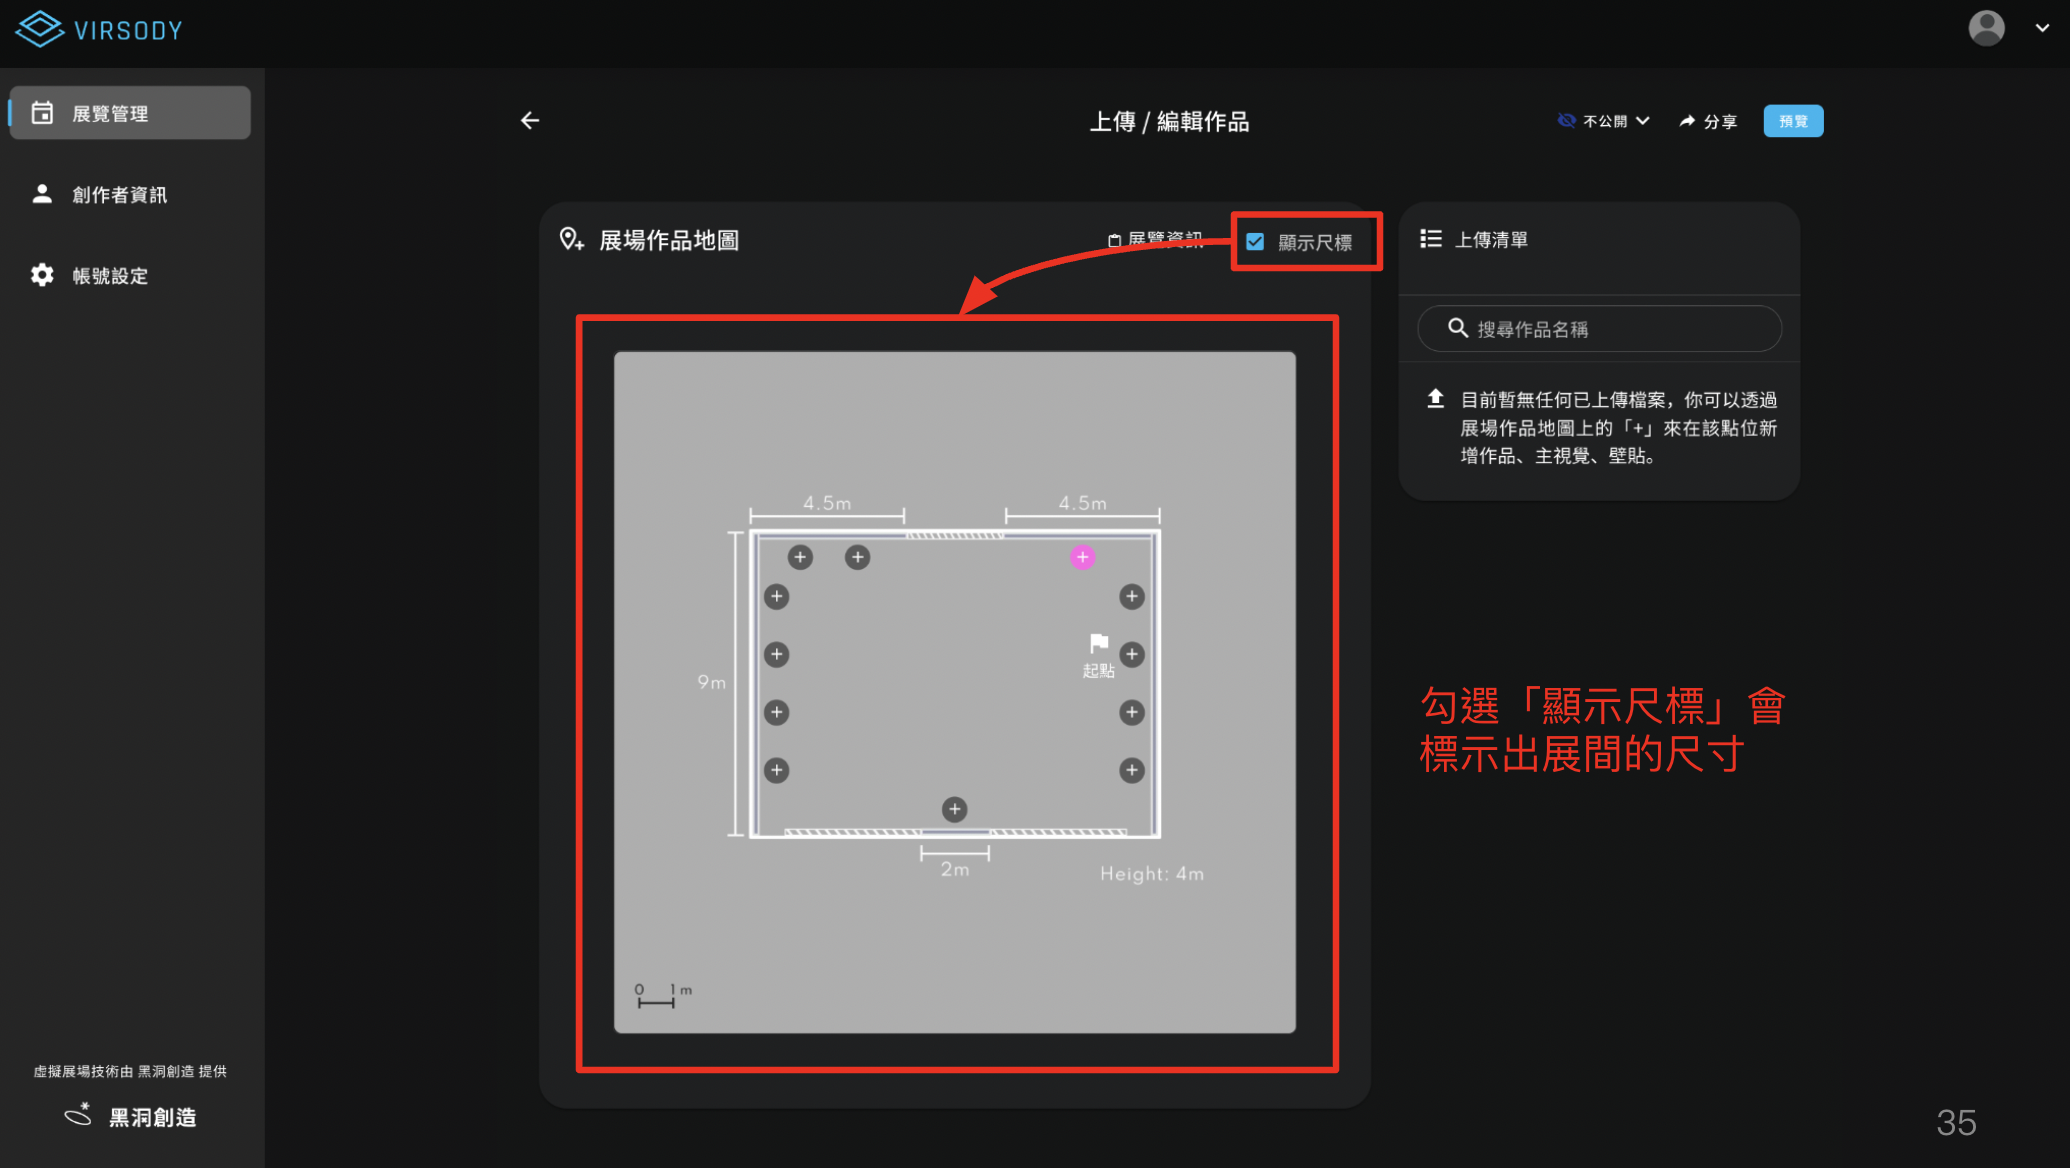 VIRSODY
展覽管理
創作者資訊
帳號設定
上傳 / 編輯作品
不公開
分享
預覽
展場作品地圖
展覽資訊
顯示尺標
4.5m
4.5m
9m
起點
2m
Height: 4m
0 1 m
上傳清單
搜尋作品名稱
目前暫無任何已上傳檔案，你可以透過
展場作品地圖上的「+」來在該點位新
增作品、主視覺、壁貼。
勾選「顯示尺標」會
標示出展間的尺寸
虛擬展場技術由 黑洞創造 提供
黑洞創造
35